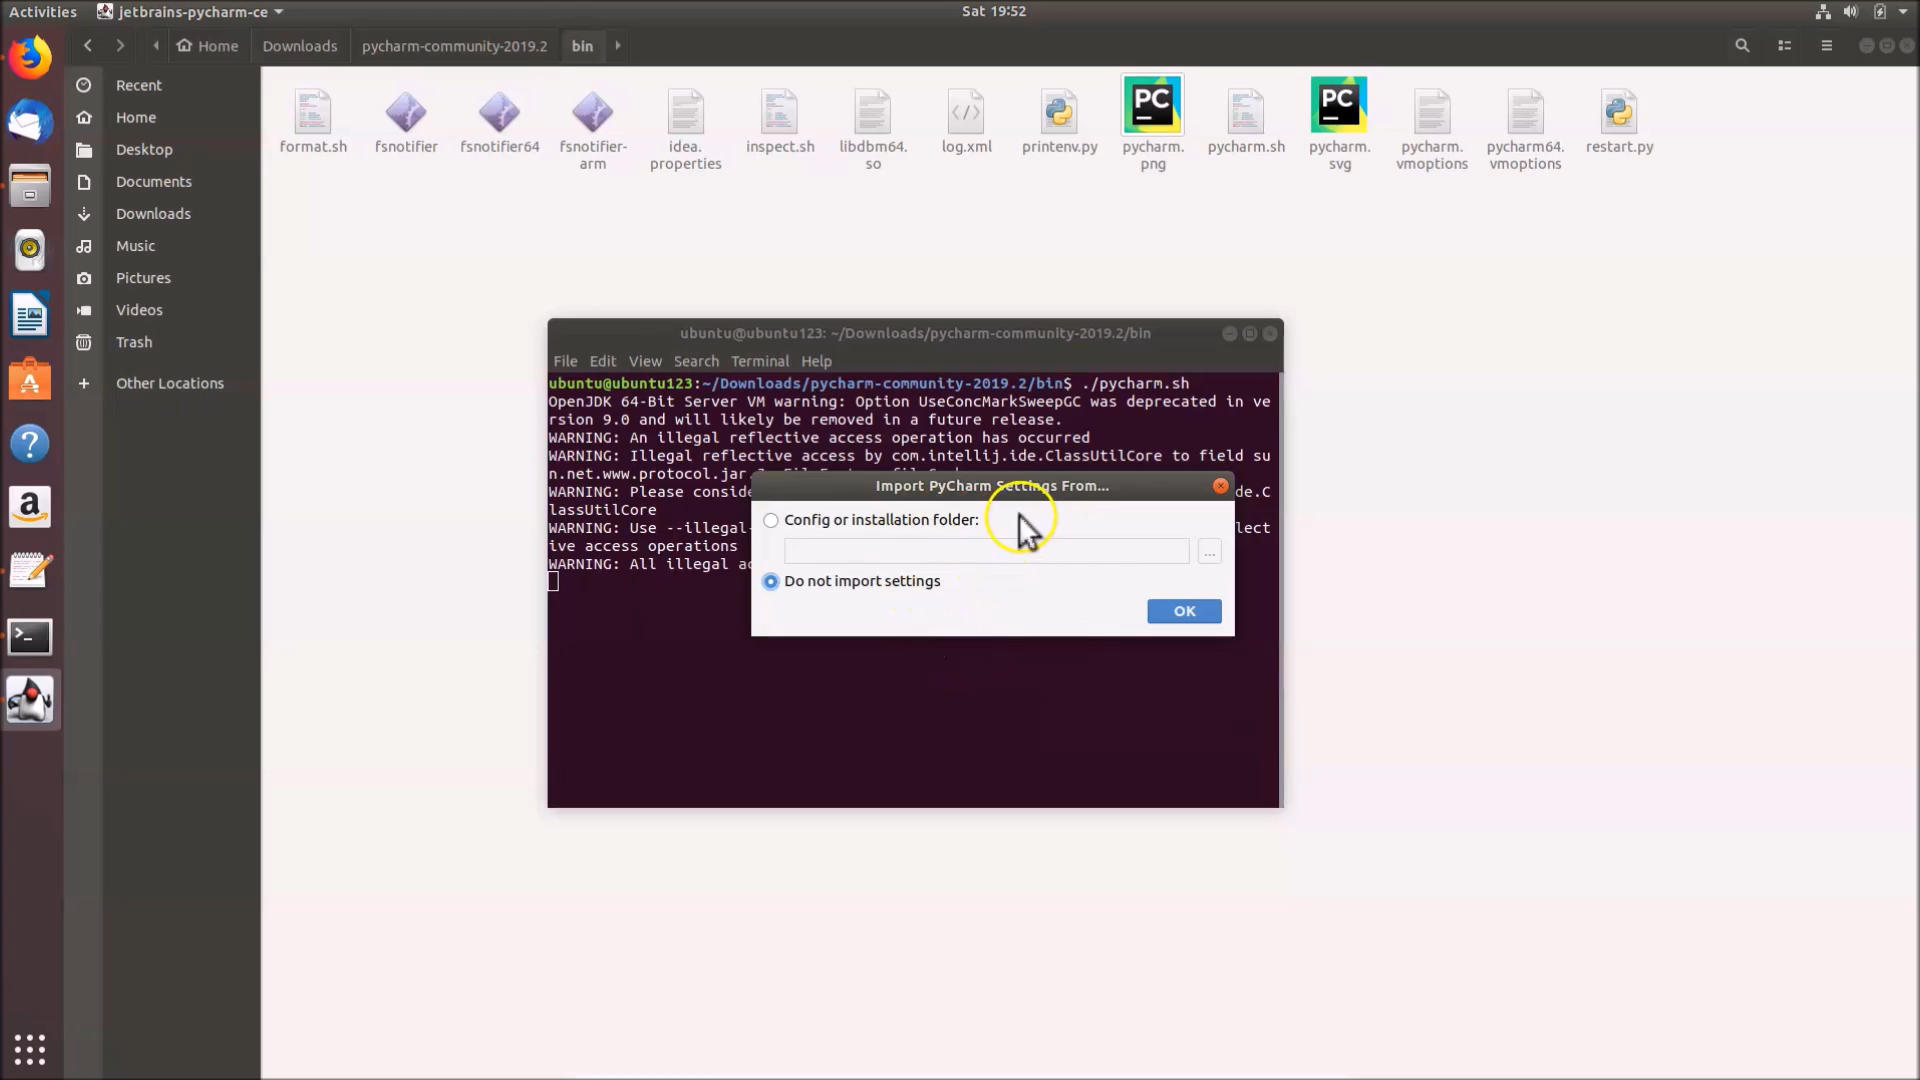 Activities
jetbrains-pycharm-ce
Sat 19:52
Home
Downloads
pycharm-community-2019.2
bin
Recent
Home
Desktop
Documents
Downloads
Music
Pictures
Videos
Trash
Other Locations
format.sh
fsnotifier
fsnotifier64
fsnotifier-
arm
idea.
properties
inspect.sh
libdbm64.
so
log.xml
printenv.py
PC
pycharm.
png
pycharm.sh
PC
pycharm.
svg
pycharm.
vmoptions
pycharm64.
vmoptions
restart.py
ubuntu@ubuntu123: ~/Downloads/pycharm-community-2019.2/bin
File Edit View Search Terminal Help
ubuntu@ubuntu123:~/Downloads/pycharm-community-2019.2/bin$ ./pycharm.sh
OpenJDK 64-Bit Server VM warning: Option UseConcMarkSweepGC was deprecated in ve
rsion 9.0 and will likely be removed in a future release.
WARNING: An illegal reflective access operation has occurred
WARNING: Illegal reflective access by com.intellij.ide.ClassUtilCore to field su
n.net.www.protocol.jar.
WARNING: Please conside de.C
lassUtilCore
WARNING: Use --illegal- lect
ive access operations
WARNING: All illegal ac
Import PyCharm Settings From...
Config or installation folder:
...
Do not import settings
OK